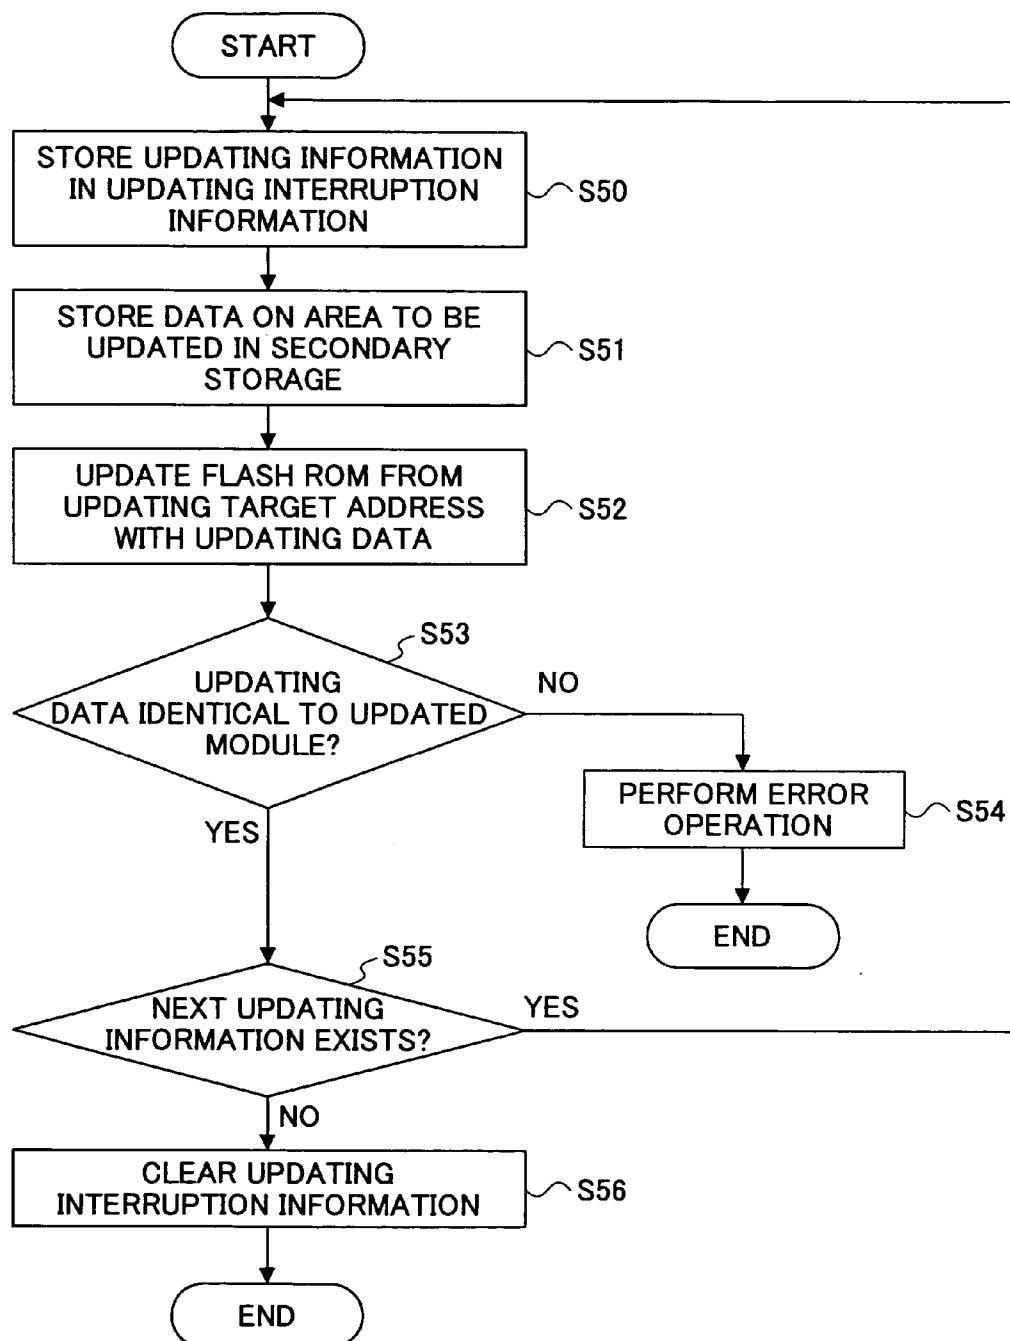 START
STORE UPDATING INFORMATION
IN UPDATING INTERRUPTION
INFORMATION
S50
STORE DATA ON AREA TO BE
UPDATED IN SECONDARY
STORAGE
S51
UPDATE FLASH ROM FROM
UPDATING TARGET ADDRESS
WITH UPDATING DATA
S52
S53
UPDATING
DATA IDENTICAL TO UPDATED
MODULE?
NO
YES
PERFORM ERROR
OPERATION
S54
END
S55
NEXT UPDATING
INFORMATION EXISTS?
YES
NO
CLEAR UPDATING
INTERRUPTION INFORMATION
S56
END